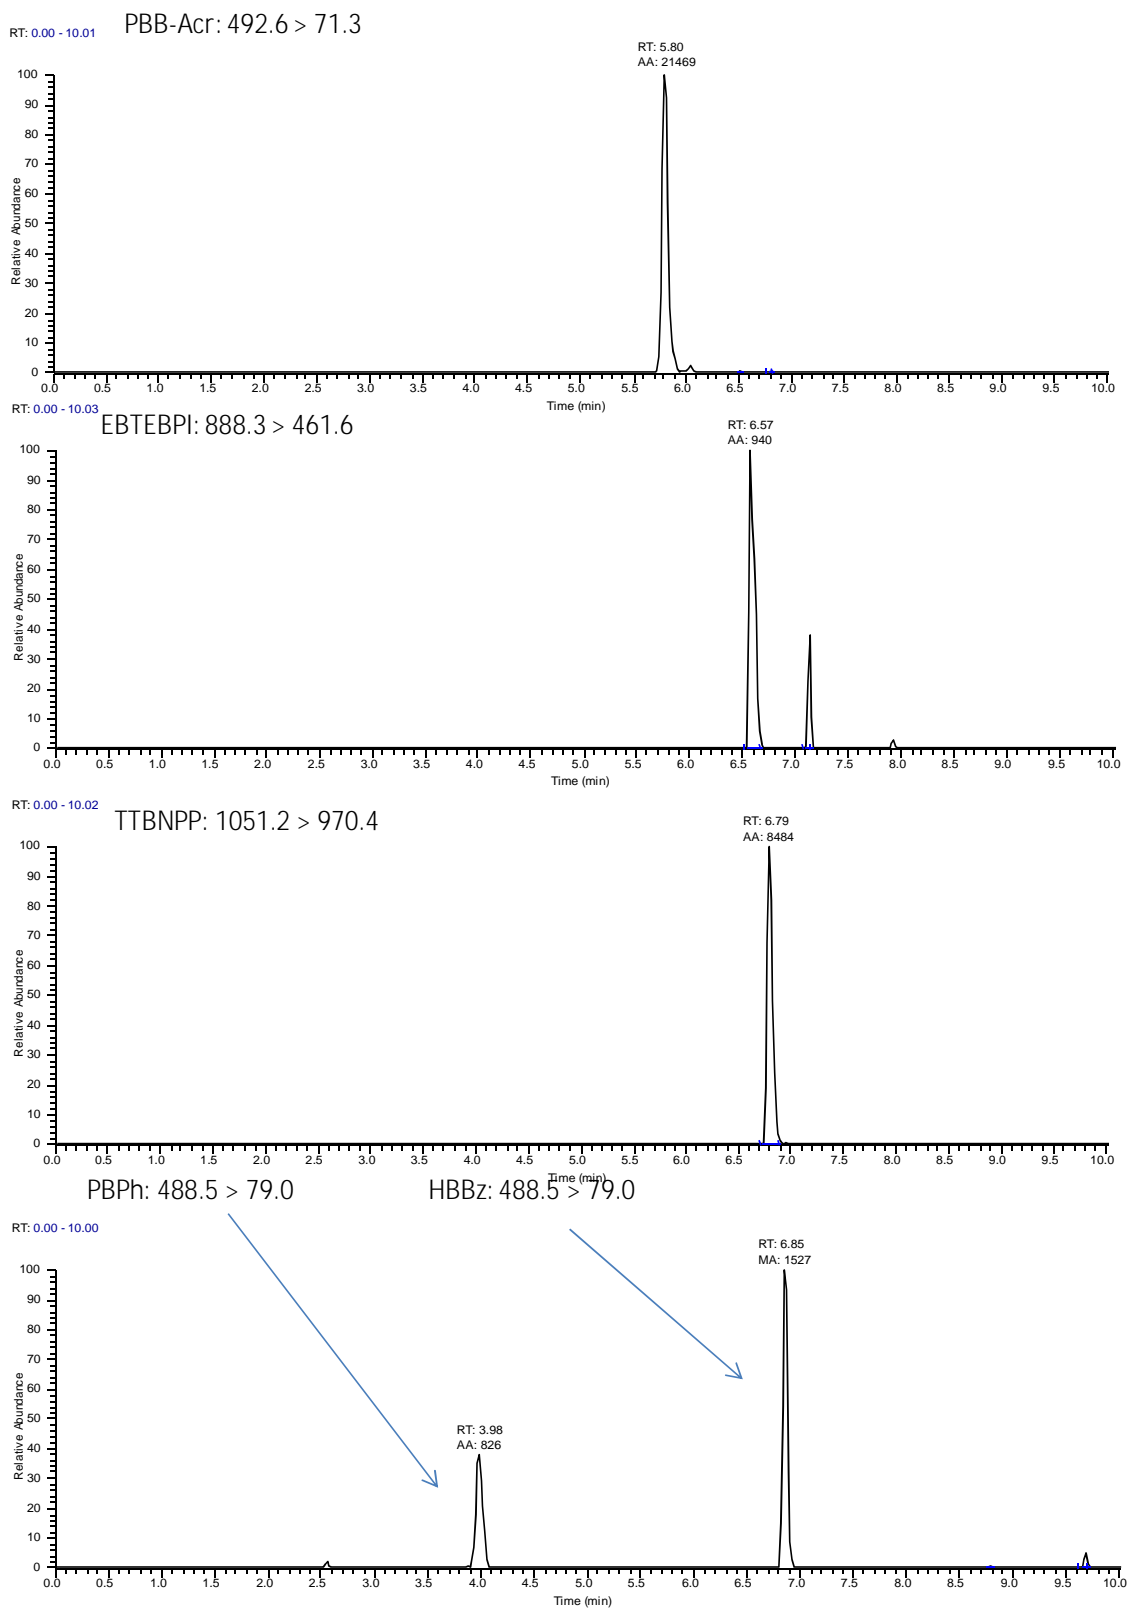 PBB-Acr: 492.6 > 71.3
RT: 0.00 - 10.01
RT: 5.80
AA: 21469
100
90
80
70
60
50
40
30
20
10
0
Relative Abundance
0.0 0.5 1.0 1.5 2.0 2.5 3.0 3.5 4.0 4.5 5.0 5.5 6.0 6.5 7.0 7.5 8.0 8.5 9.0 9.5 10.0
Time (min)
RT: 0.00 - 10.03
EBTEBPI: 888.3 > 461.6
RT: 6.57
AA: 940
100
90
80
70
60
50
40
30
20
10
0
Relative Abundance
0.0 0.5 1.0 1.5 2.0 2.5 3.0 3.5 4.0 4.5 5.0 5.5 6.0 6.5 7.0 7.5 8.0 8.5 9.0 9.5 10.0
Time (min)
RT: 0.00 - 10.02
TTBNPP: 1051.2 > 970.4
RT: 6.79
AA: 8484
100
90
80
70
60
50
40
30
20
10
0
Relative Abundance
0.0 0.5 1.0 1.5 2.0 2.5 3.0 3.5 4.0 4.5 5.0 5.5 6.0 6.5 7.0 7.5 8.0 8.5 9.0 9.5 10.0
Time (min)
PBPh: 488.5 > 79.0 HBBz: 488.5 > 79.0
RT: 0.00 - 10.00
RT: 6.85
MA: 1527
RT: 3.98
AA: 826
100
90
80
70
60
50
40
30
20
10
0
Relative Abundance
0.0 0.5 1.0 1.5 2.0 2.5 3.0 3.5 4.0 4.5 5.0 5.5 6.0 6.5 7.0 7.5 8.0 8.5 9.0 9.5 10.0
Time (min)